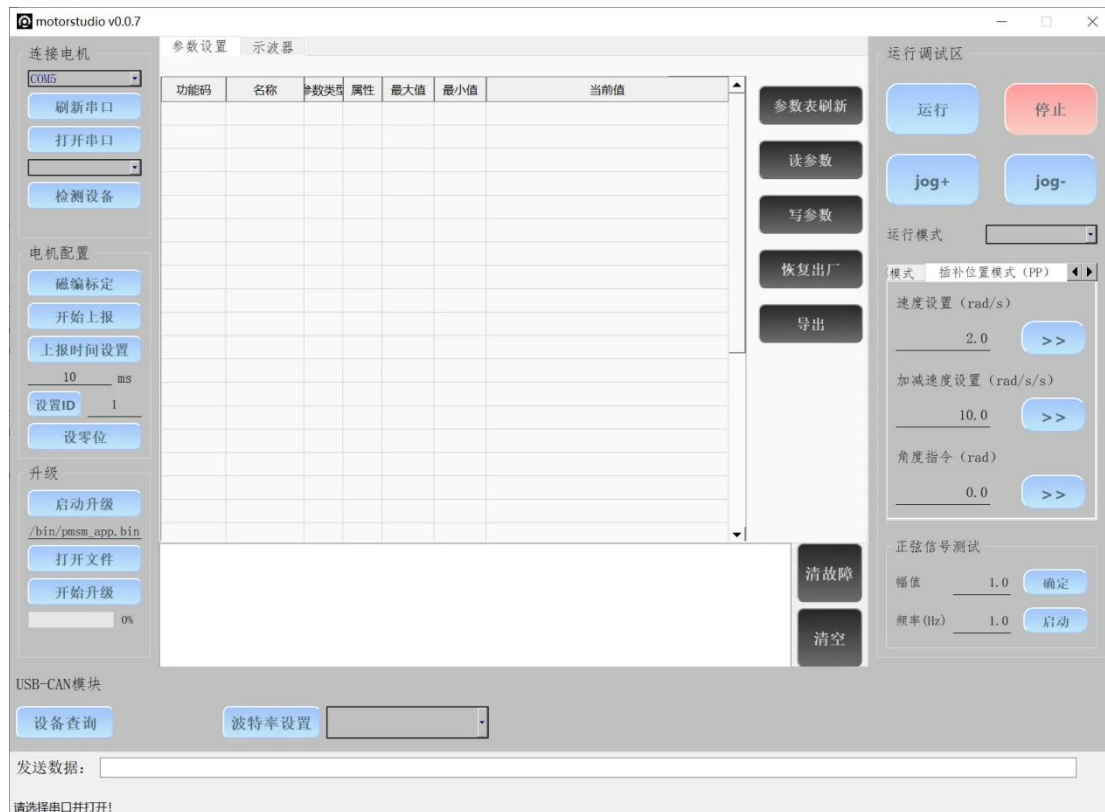 motorstudio v0.0.7
连接电机
COM5
刷新串口
打开串口
检测设备
电机配置
磁编标定
开始上报
上报时间设置
10 ms
设置ID 1
设零位
升级
启动升级
/bin/pmsm_app.bin
打开文件
开始升级
0%
参数设置 示波器
功能码 名称 参数类型 属性 最大值 最小值 当前值
参数表刷新
读参数
写参数
恢复出厂
导出
清故障
清空
运行调试区
运行 停止
jog+ jog-
运行模式
模式 插补位置模式（PP）
速度设置（rad/s）
2.0 >>
加减速度设置（rad/s/s）
10.0 >>
角度指令（rad）
0.0 >>
正弦信号测试
幅值 1.0 确定
频率(Hz) 1.0 启动
USB-CAN模块
设备查询 波特率设置
发送数据：
请选择串口并打开!